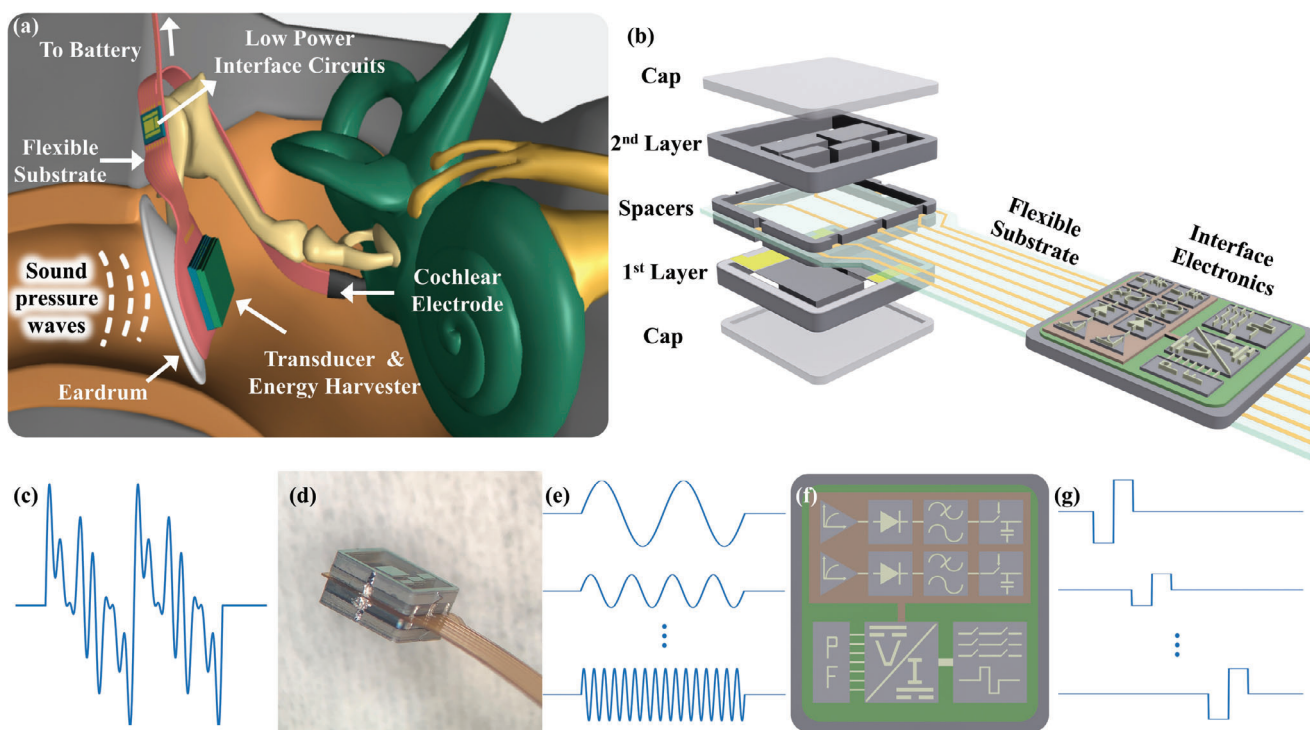 (a)
To Battery
Low Power
Interface Circuits
Flexible
Substrate
Sound
pressure
waves
Cochlear
Electrode
Transducer &
Energy Harvester
Eardrum
(b)
Cap
2nd Layer
Spacers
1st Layer
Cap
Flexible
Substrate
Interface
Electronics
(c)
(d)
(e)
(f)
P
F
V
I
(g)